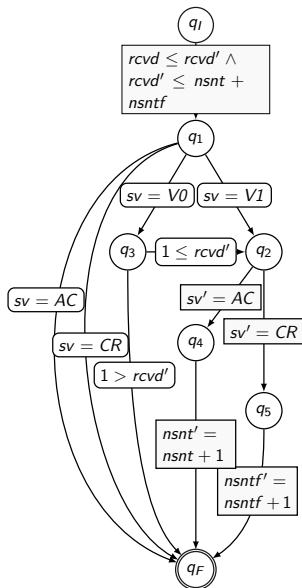 q_I
rcvd ≤ rcvd′ ∧
rcvd′ ≤ nsnt +
nsntf
q_1
sv = V0
sv = V1
q_3
1 ≤ rcvd′
q_2
sv = AC
sv′ = AC
sv′ = CR
sv = CR
q_4
1 > rcvd′
q_5
nsnt′ =
nsnt + 1
nsntf′ =
nsntf + 1
q_F